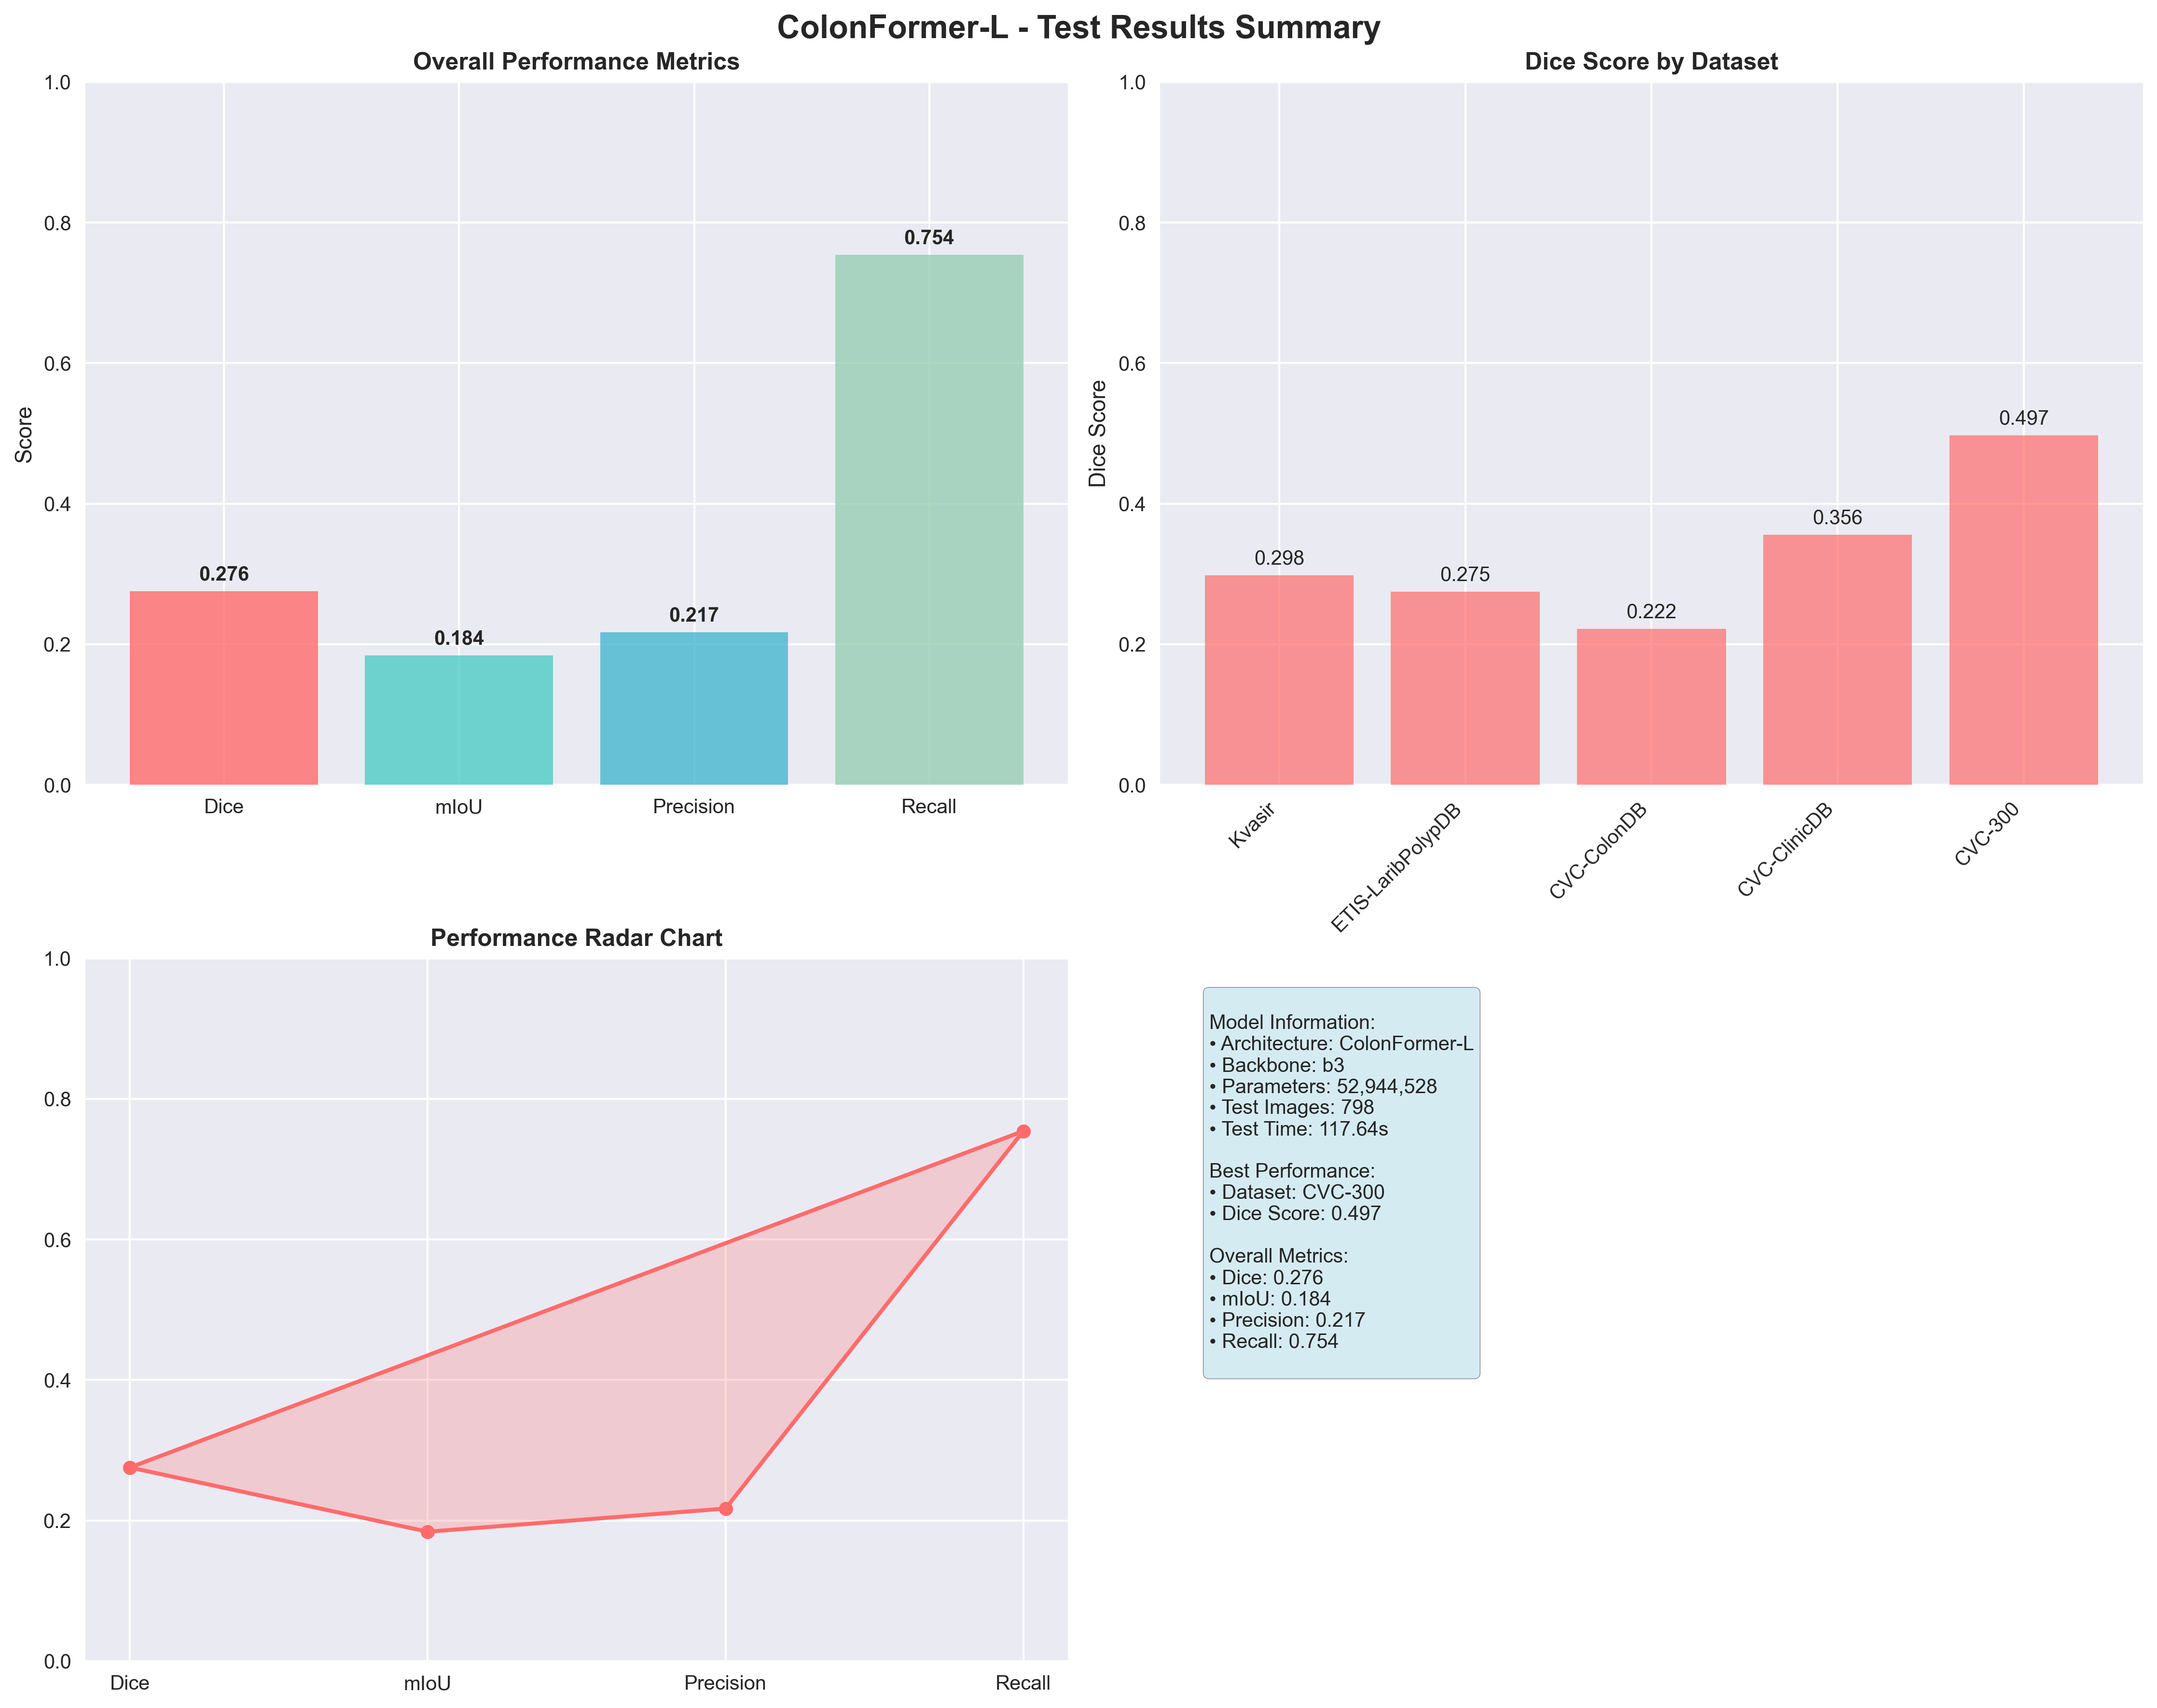 ColonFormer-L - Test Results Summary
Overall Performance Metrics
1.0
0.8
0.6
0.4
0.2
0.0
Score
0.276
0.184
0.217
0.754
Dice
mIoU
Precision
Recall
Dice Score by Dataset
1.0
0.8
0.6
0.4
0.2
0.0
Dice Score
0.298
0.275
0.222
0.356
0.497
Kvasir
ETIS-LaribPolypDB
CVC-ColonDB
CVC-ClinicDB
CVC-300
Performance Radar Chart
1.0
0.8
0.6
0.4
0.2
0.0
Dice
mIoU
Precision
Recall
Model Information:
• Architecture: ColonFormer-L
• Backbone: b3
• Parameters: 52,944,528
• Test Images: 798
• Test Time: 117.64s
Best Performance:
• Dataset: CVC-300
• Dice Score: 0.497
Overall Metrics:
• Dice: 0.276
• mIoU: 0.184
• Precision: 0.217
• Recall: 0.754